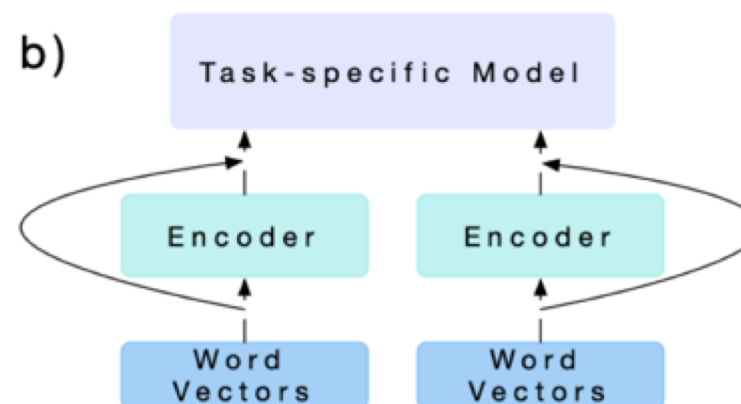 b)
Task-specific Model
Encoder
Encoder
Word
Vectors
Word
Vectors